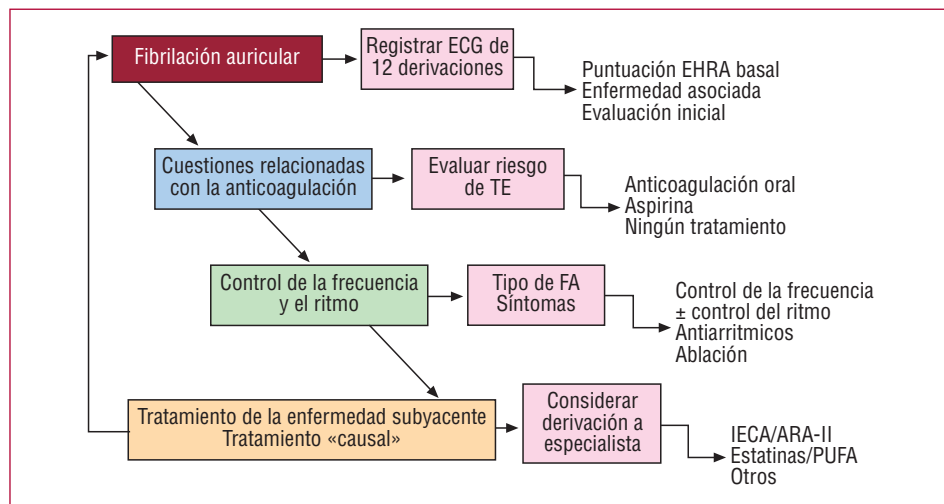 Fibrilación auricular
Registrar ECG de
12 derivaciones
Puntuación EHRA basal
Enfermedad asociada
Evaluación inicial
Cuestiones relacionadas
con la anticoagulación
Evaluar riesgo
de TE
Anticoagulación oral
Aspirina
Ningún tratamiento
Control de la frecuencia
y el ritmo
Tipo de FA
Síntomas
Control de la frecuencia
± control del ritmo
Antiarritmicos
Ablación
Tratamiento de la enfermedad subyacente
Tratamiento «causal»
Considerar
derivación a
especialista
IECA/ARA-II
Estatinas/PUFA
Otros